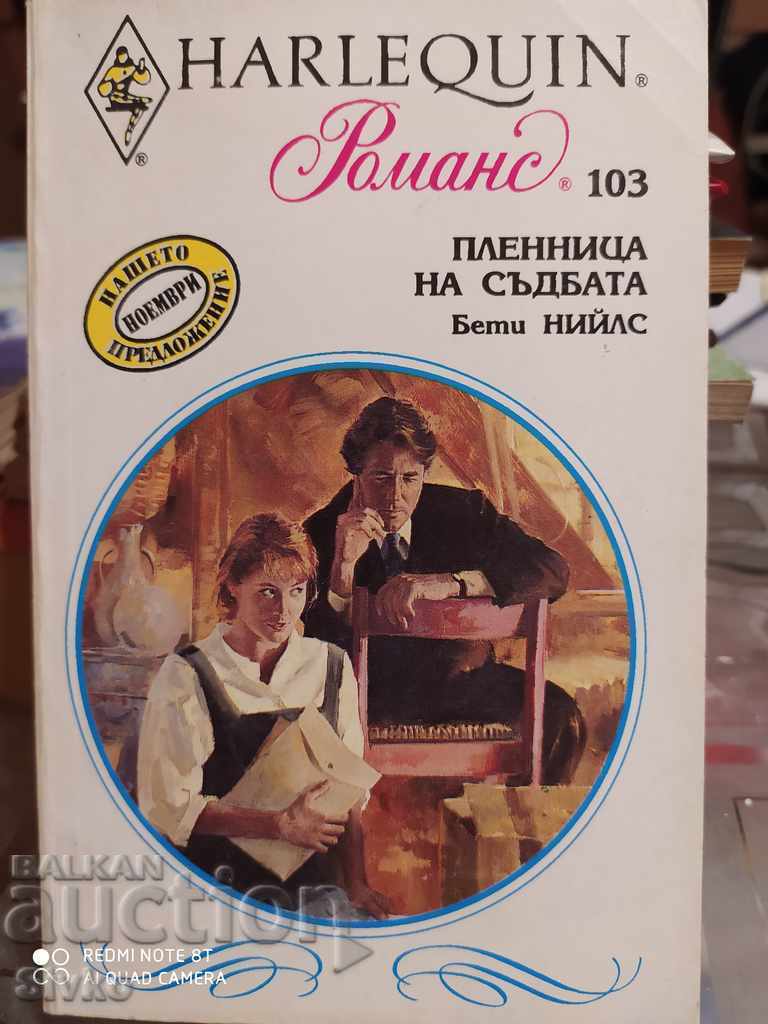 HARLEQUIN®
Романс® 103
®
НАШЕТО
НОЕМВРИ
ПРЕДЛОЖЕНИЕ
ПЛЕННИЦА
НА СЪДБАТА
Бети НИЙЛС
BALKAN
auction
REDMI NOTE 8T
AI QUAD CAMERA
Sivko